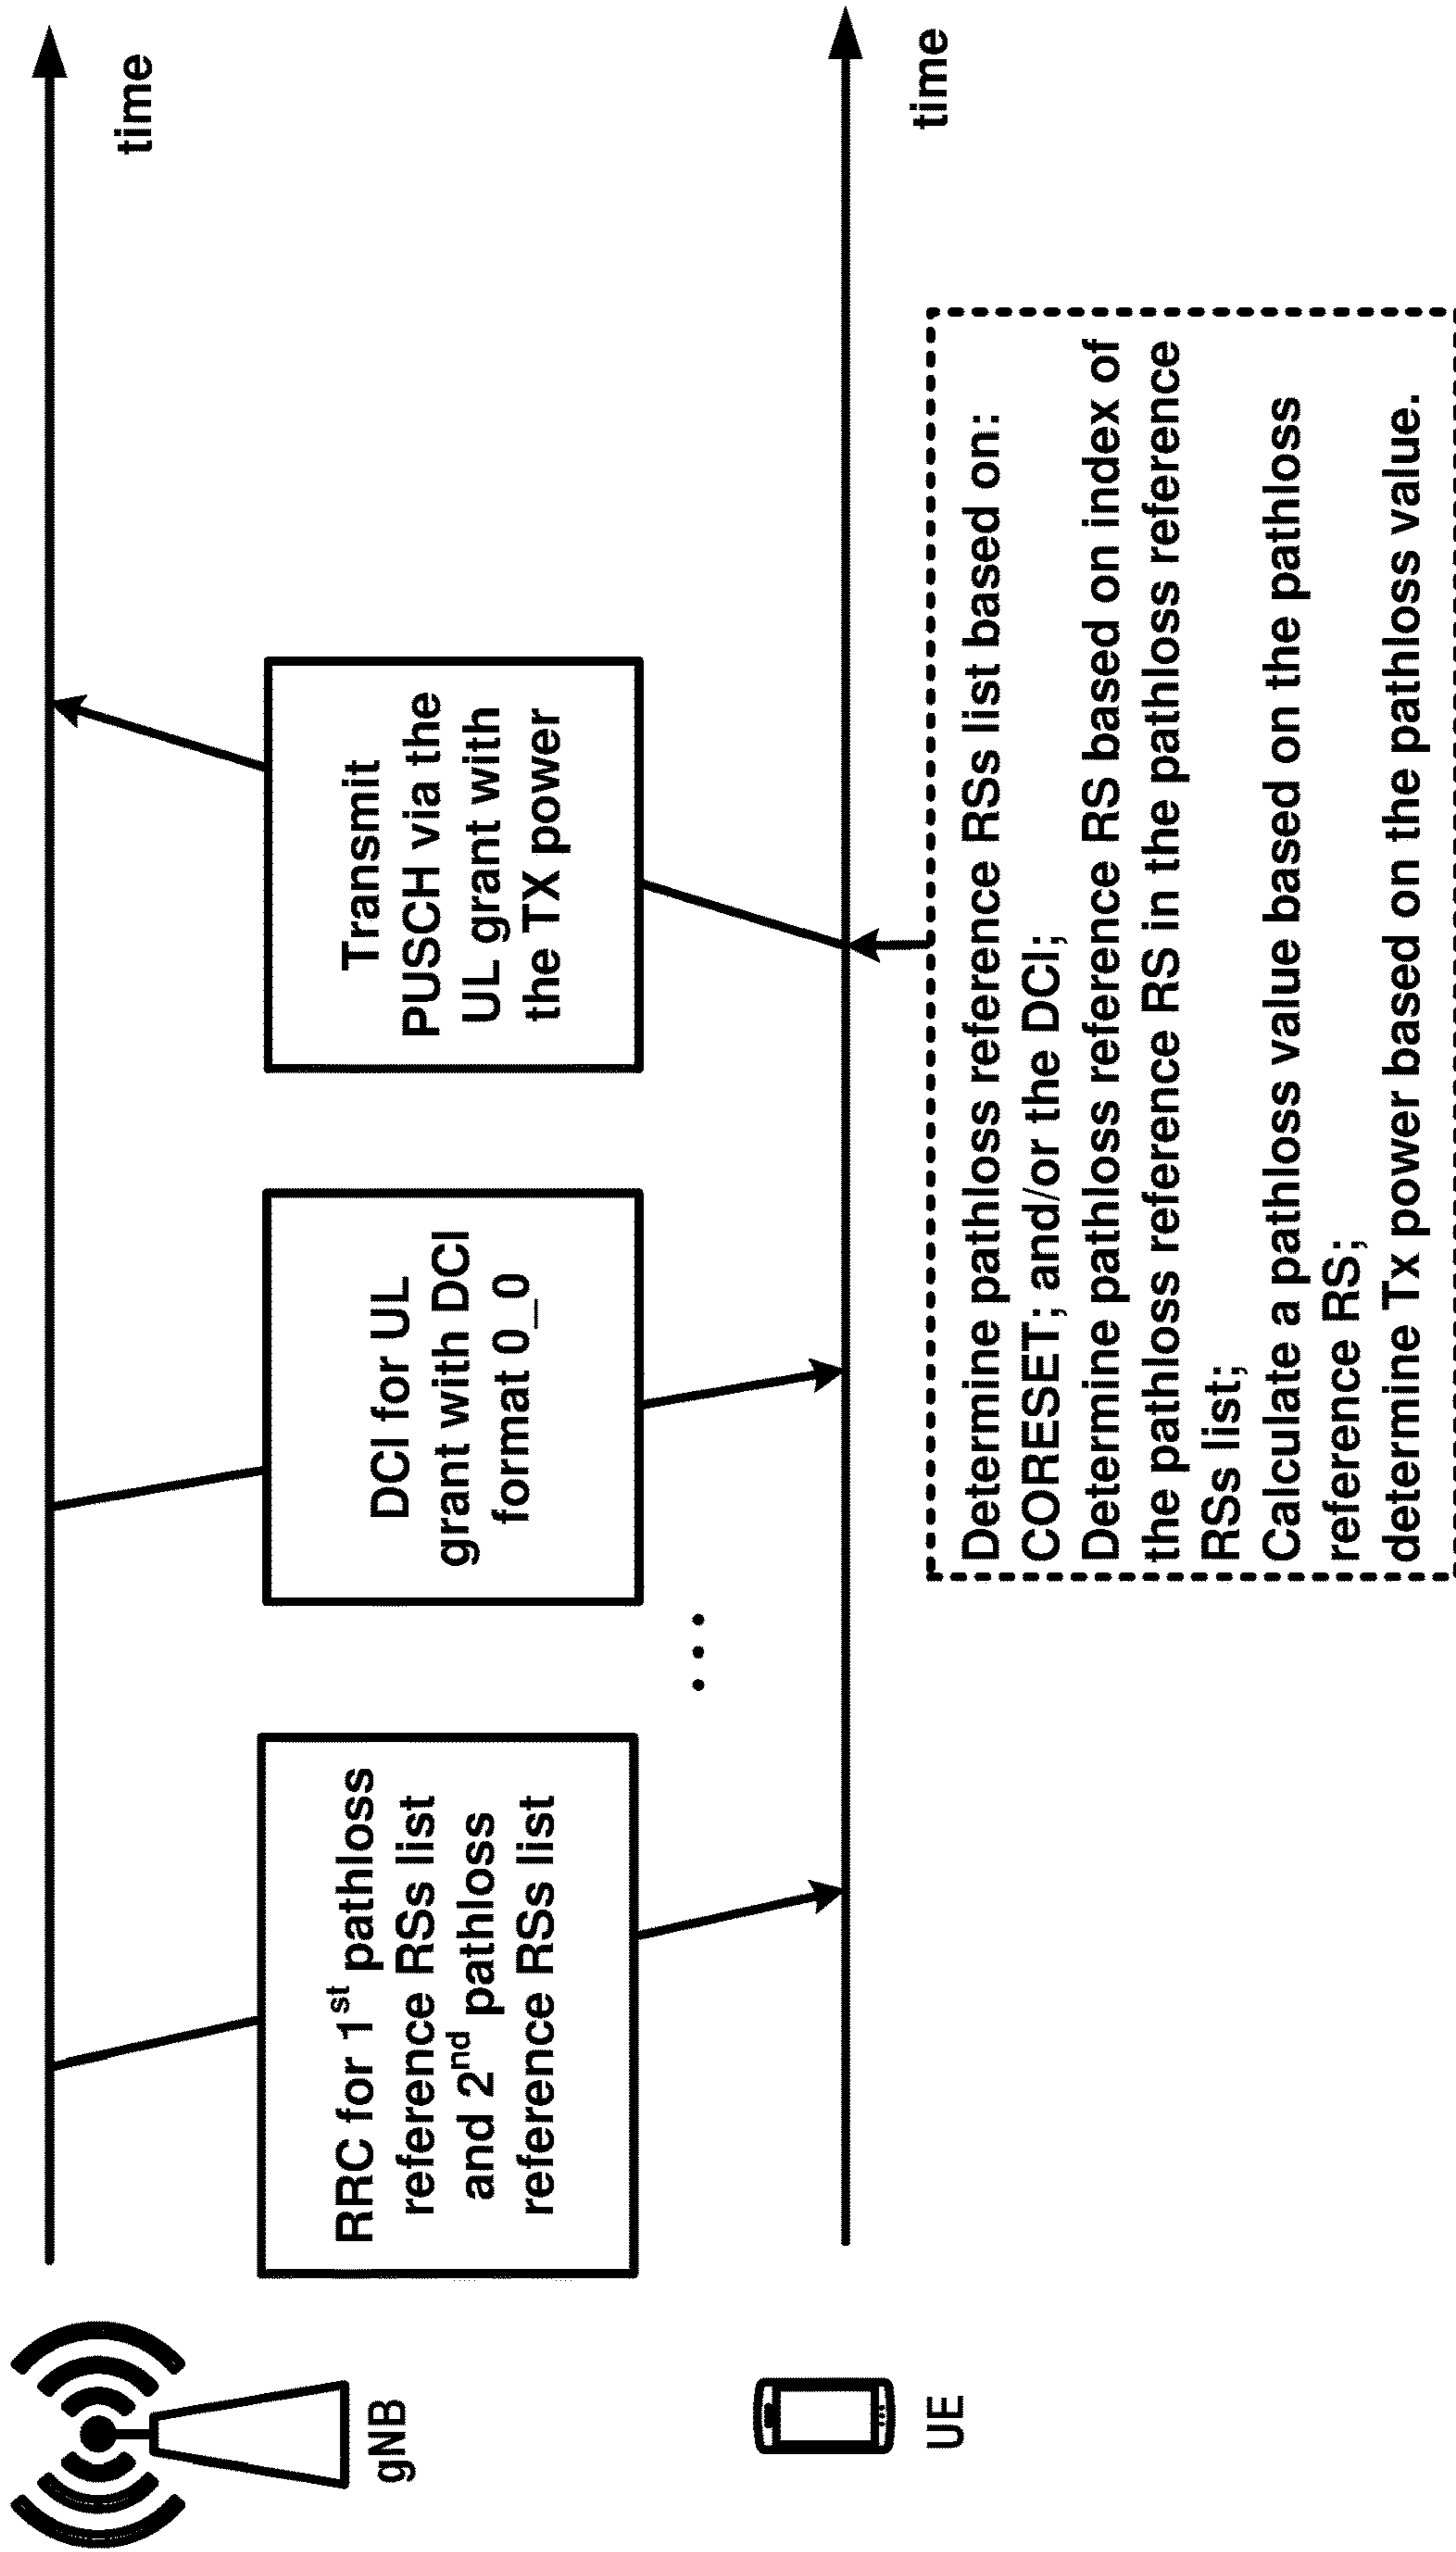 gNB
time
RRC for 1st pathloss
reference RSs list
and 2nd pathloss
reference RSs list
...
DCI for UL
grant with DCI
format 0_0
Transmit
PUSCH via the
UL grant with
the TX power
UE
time
Determine pathloss reference RSs list based on:
CORESET; and/or the DCI;
Determine pathloss reference RS based on index of
the pathloss reference RS in the pathloss reference
RSs list;
Calculate a pathloss value based on the pathloss
reference RS;
determine Tx power based on the pathloss value.